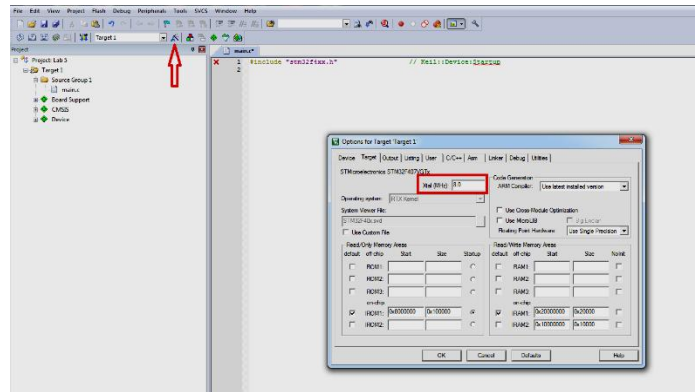 File Edit View Project Flash Debug Peripherals Tools SVCS Window Help
Target 1
Project
main.c*
Project: Lab 3
Target 1
Source Group 1
main.c
Board Support
CMSIS
Device
1 #include "stm32f4xx.h" // Keil::Device:Startup
2
Options for Target 'Target 1'
Device Target Output Listing User C/C++ Asm Linker Debug Utilities
STMicroelectronics STM32F407VGTx
Xtal (MHz): 8.0
Code Generation
ARM Compiler: Use latest installed version
Operating system: RTX Kernel
System Viewer File:
Use Cross-Module Optimization
Use MicroLIB
Use Custom File
Floating Point Hardware: Use Single Precision
Read/Only Memory Areas
default off-chip Start Size Startup
ROM1:
ROM2:
ROM3:
on-chip
IROM1: 0x8000000 0x100000
IROM2:
Read/Write Memory Areas
default off-chip Start Size NoInit
RAM1:
RAM2:
RAM3:
on-chip
IRAM1: 0x20000000 0x20000
IRAM2: 0x10000000 0x10000
OK Cancel Defaults Help